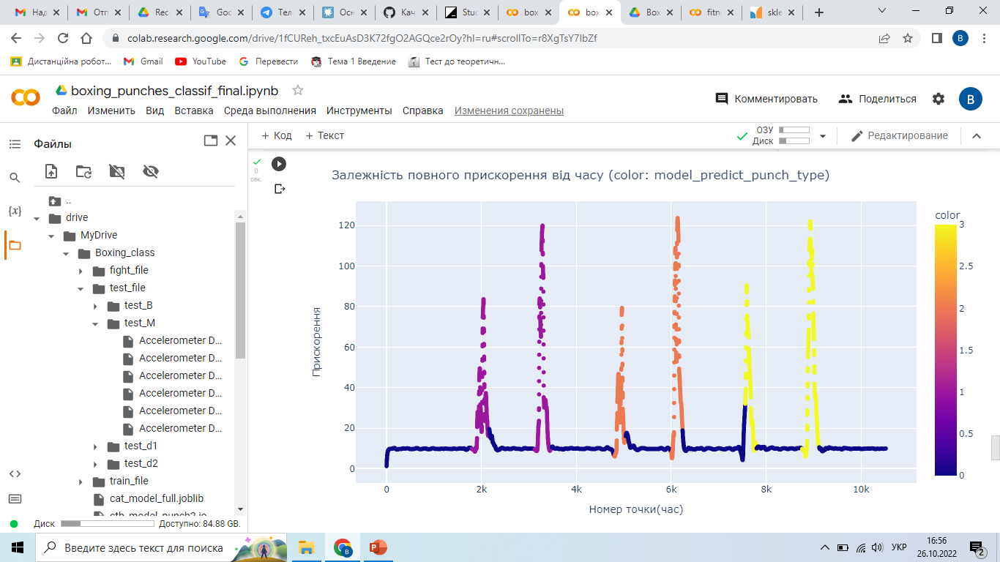 Над
Отп
Rec
Goc
Теле
Осн
Кач
Stuc
box
box
Box
fitn
skle
colab.research.google.com/drive/1fCUReh_txcEuAsD3K72fgO2AGQce2rOy?hl=ru#scrollTo=r8XgTsY7IbZf
B
Дистанційна робот...
Gmail
YouTube
Перевести
Тема 1 Введение
Тест до теоретичн...
boxing_punches_classif_final.ipynb
Файл Изменить Вид Вставка Среда выполнения Инструменты Справка Изменения сохранены
Комментировать
Поделиться
B
Файлы
+ Код + Текст
ОЗУ
Диск
Редактирование
{x}
..
drive
MyDrive
Boxing_class
fight_file
test_file
test_B
test_M
Accelerometer D...
Accelerometer D...
Accelerometer D...
Accelerometer D...
Accelerometer D...
Accelerometer D...
test_d1
test_d2
train_file
cat_model_full.joblib
Диск
Доступно: 84.88 GB.
0
сек.
Залежність повного прискорення від часу (color: model_predict_punch_type)
120
100
80
60
40
20
0
Прискорення
0
2k
4k
6k
8k
10k
Номер точки(час)
color
3
2.5
2
1.5
1
0.5
0
Введите здесь текст для поиска
B
УКР
16:56
26.10.2022
2